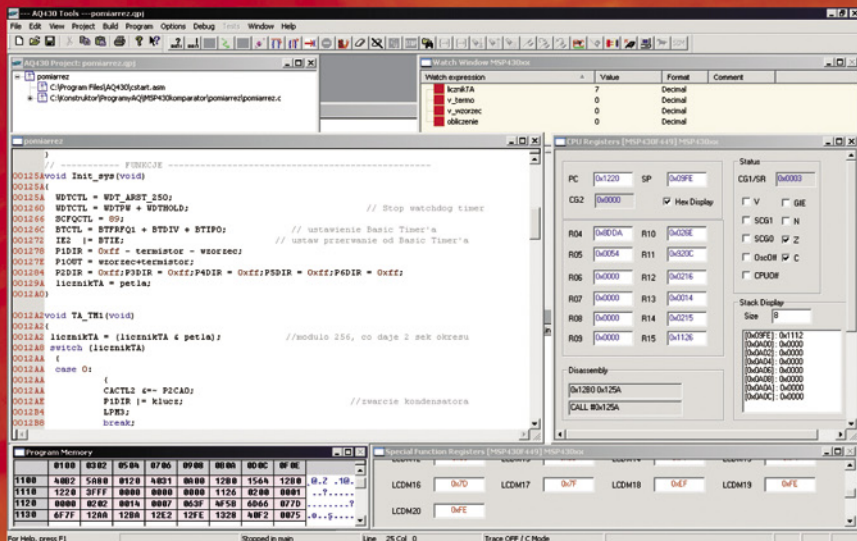 --- AQ430 Tools ---pomiarrez.qpj
File Edit View Project Build Program Options Debug Tests Window Help
AQ430 Project: pomiarrez.qpj
pomiarrez
C:\Program Files\AQ430\cstart.asm
C:\Konstruktor\ProgramyAQ\MSP430komparator\pomiarrez\pomiarrez.c
Watch Window MSP430xxx
Watch expression Value Format Comment
licznikTA 7 Decimal
v_termo 0 Decimal
v_wzorzec 0 Decimal
obliczenie 0 Decimal
pomiarrez
}
// ---------- FUNKCJE ----------
00125A void Init_sys(void)
00125A {
00125A WDTCTL = WDT_ARST_250;
001260 WDTCTL = WDTPW + WDTHOLD; // Stop watchdog timer
001266 SCFQCTL = 89;
00126C BTCTL = BTFRFQ1 + BTDIV + BTIP0; // ustawienie Basic Timer'a
001272 IE2 |= BTIE; // ustaw przerwanie od Basic Timer'a
001278 P1DIR = 0xff - termistor - wzorzec;
00127E P1OUT = wzorzec+termistor;
001284 P2DIR = 0xff;P3DIR = 0xff;P4DIR = 0xff;P5DIR = 0xff;P6DIR = 0xff;
00129A licznikTA = petla;
0012A0 }
0012A2 void TA_TM1(void)
0012A2 {
0012A2 licznikTA = (licznikTA & petla); //modulo 256, co daje 2 sek okresu
0012A8 switch (licznikTA)
0012AA {
0012AA case 0:
0012AA {
0012AA CACTL2 &=~ P2CA0;
0012AE P1DIR |= klucz; //zwarcie kondensatora
0012B4 LPM3;
0012B8 break;
CPU Registers [MSP430F449] MSP430xxx
PC 0x1220 SP 0x09FE
CG2 0x0000 Hex Display
R04 0x8DDA R10 0x026E
R05 0x0054 R11 0x920C
R06 0x0000 R12 0x0216
R07 0x0000 R13 0x0014
R08 0x0000 R14 0x0215
R09 0x0000 R15 0x1126
Disassembly
0x12B0 0x125A
CALL #0x125A
Status
CG1/SR 0x0003
V GIE
SCG1 N
SCG0 Z
OscOff C
CPUOff
Stack Display
Size 8
[0x09FE] : 0x1112
[0x0A00] : 0x0000
[0x0A02] : 0x0000
[0x0A04] : 0x0000
[0x0A06] : 0x0000
[0x0A08] : 0x0000
[0x0A0A] : 0x0000
[0x0A0C] : 0x0000
Program Memory
0100 0302 0504 0706 0908 0B0A 0D0C 0F0E
1100 40B2 5A80 0120 4031 0A00 12B0 1564 12B0
1110 1220 3FFF 0000 0000 0000 1126 0200 0001
1120 0000 0202 0014 0007 063F 4F5B 6D66 077D
1130 6F7F 12AA 12BA 12E2 12FE 1328 40F2 0075
Special Function Registers [MSP430F449] MSP430xxx
LCDM16 0x7D LCDM17 0x7F LCDM18 0xEF LCDM19 0xFE
LCDM20 0xFE
For Help, press F1 Stopped in main Line 25 Col 0 Trace OFF / C Mode